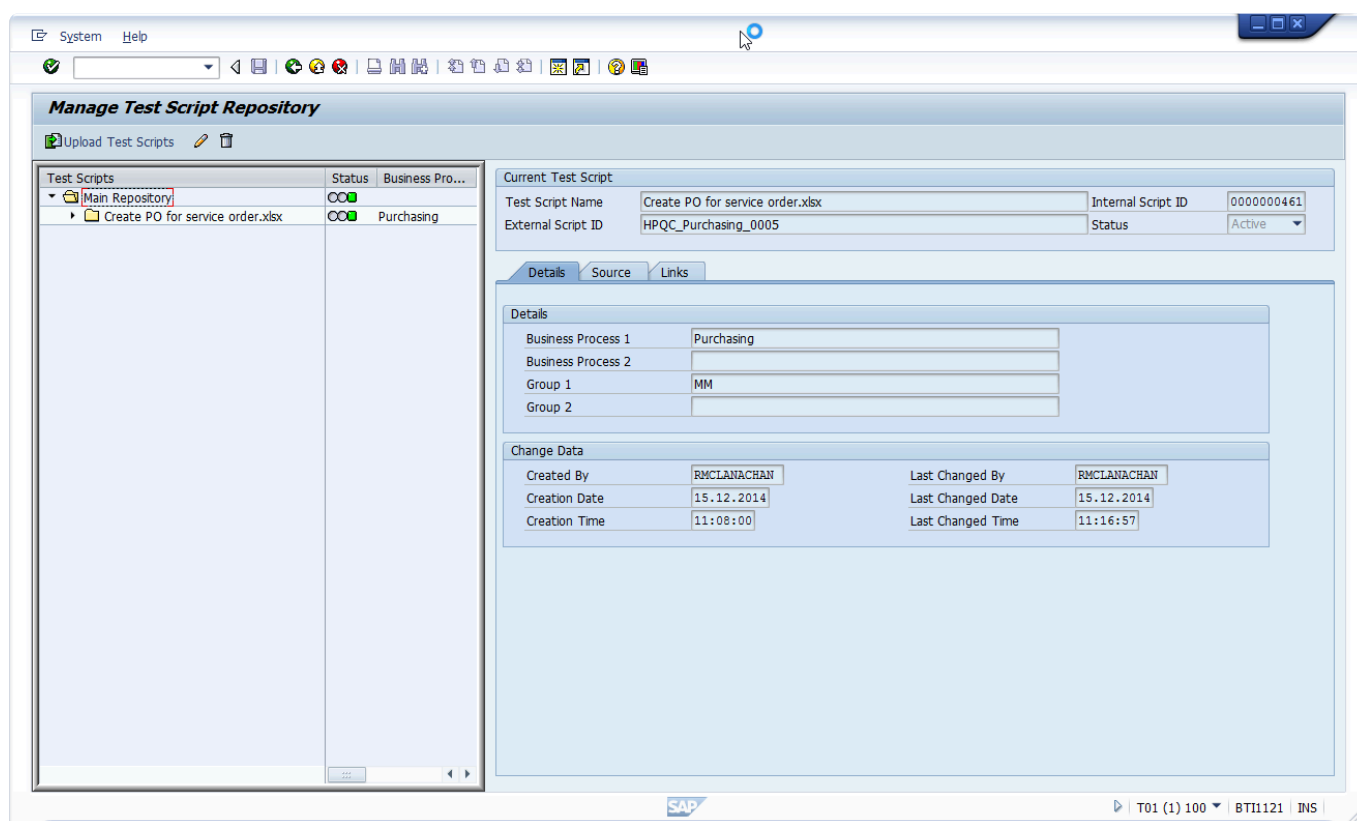 System Help
Manage Test Script Repository
Upload Test Scripts
Test Scripts Status Business Pro...
Main Repository
Create PO for service order.xlsx Purchasing
Current Test Script
Test Script Name Create PO for service order.xlsx Internal Script ID 0000000461
External Script ID HPQC_Purchasing_0005 Status Active
Details Source Links
Details
Business Process 1 Purchasing
Business Process 2
Group 1 MM
Group 2
Change Data
Created By RMCLANACHAN Last Changed By RMCLANACHAN
Creation Date 15.12.2014 Last Changed Date 15.12.2014
Creation Time 11:08:00 Last Changed Time 11:16:57
SAP T01 (1) 100 BTI1121 INS